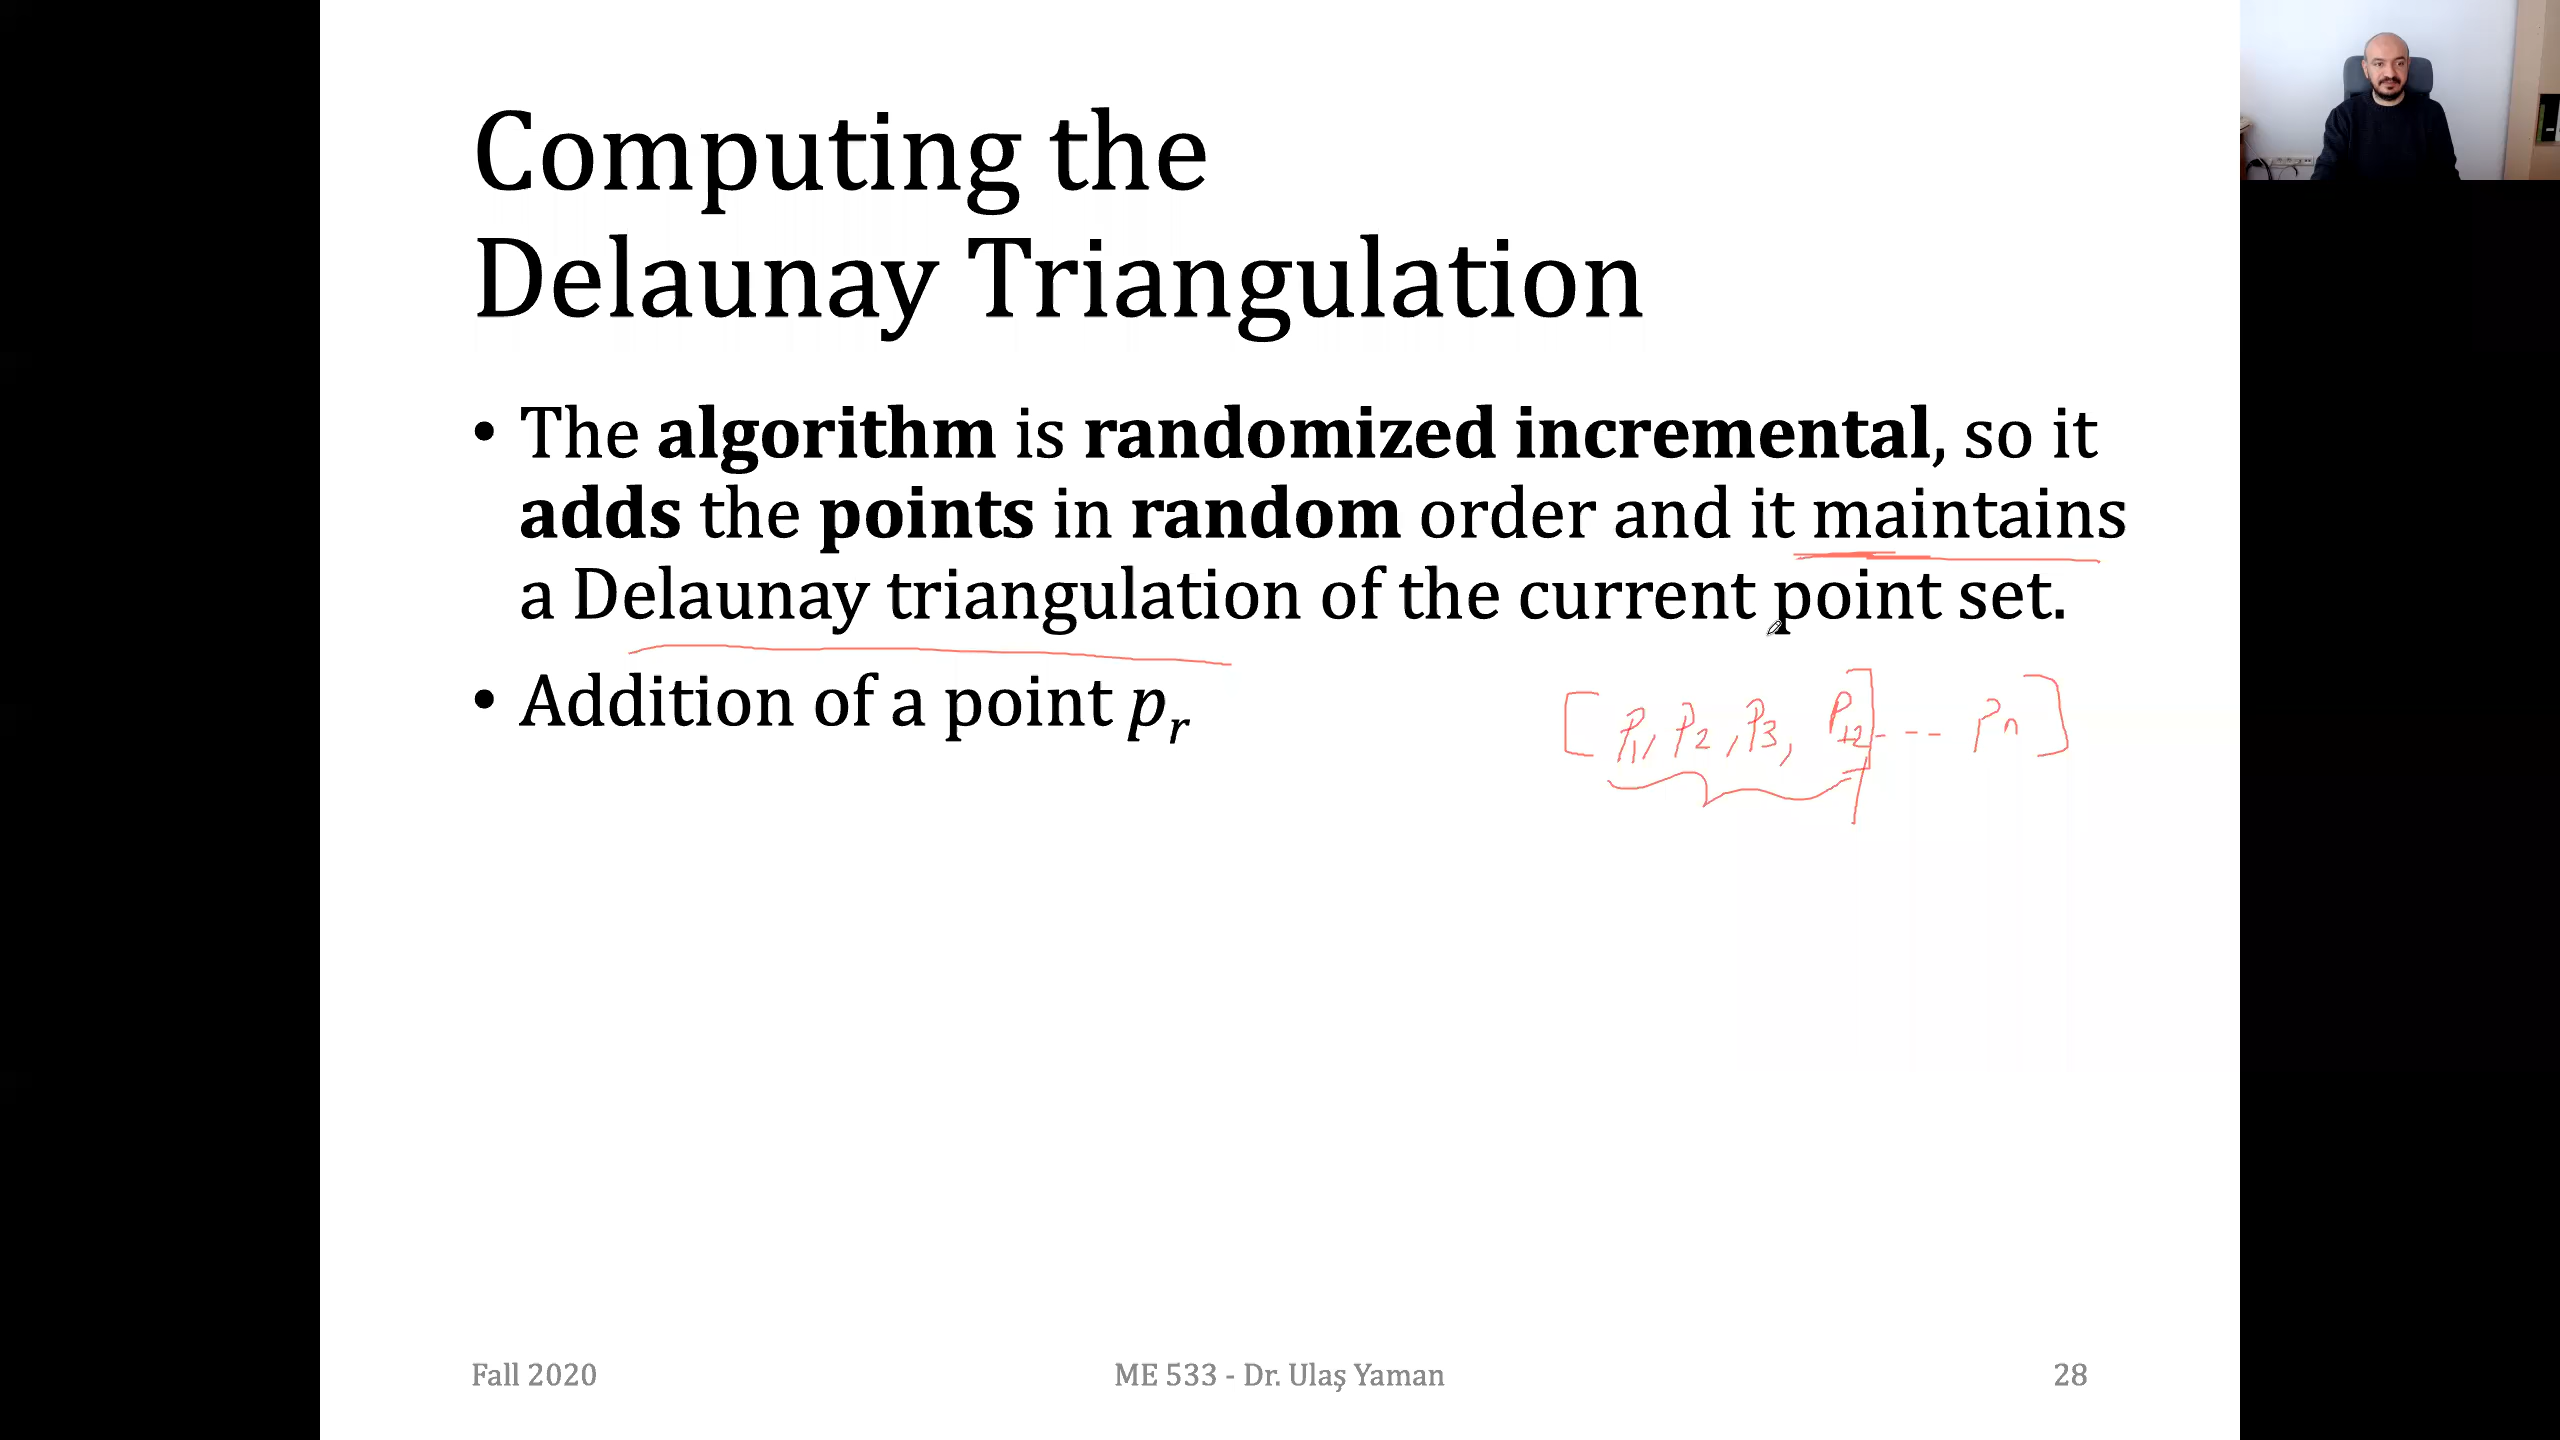 Computing the
Delaunay Triangulation
• The algorithm is randomized incremental, so it
adds the points in random order and it maintains
a Delaunay triangulation of the current point set.
• Addition of a point pᵣ
[ P1, P2, P3, P12] - - - Pn ]
Fall 2020
ME 533 - Dr. Ulaş Yaman
28